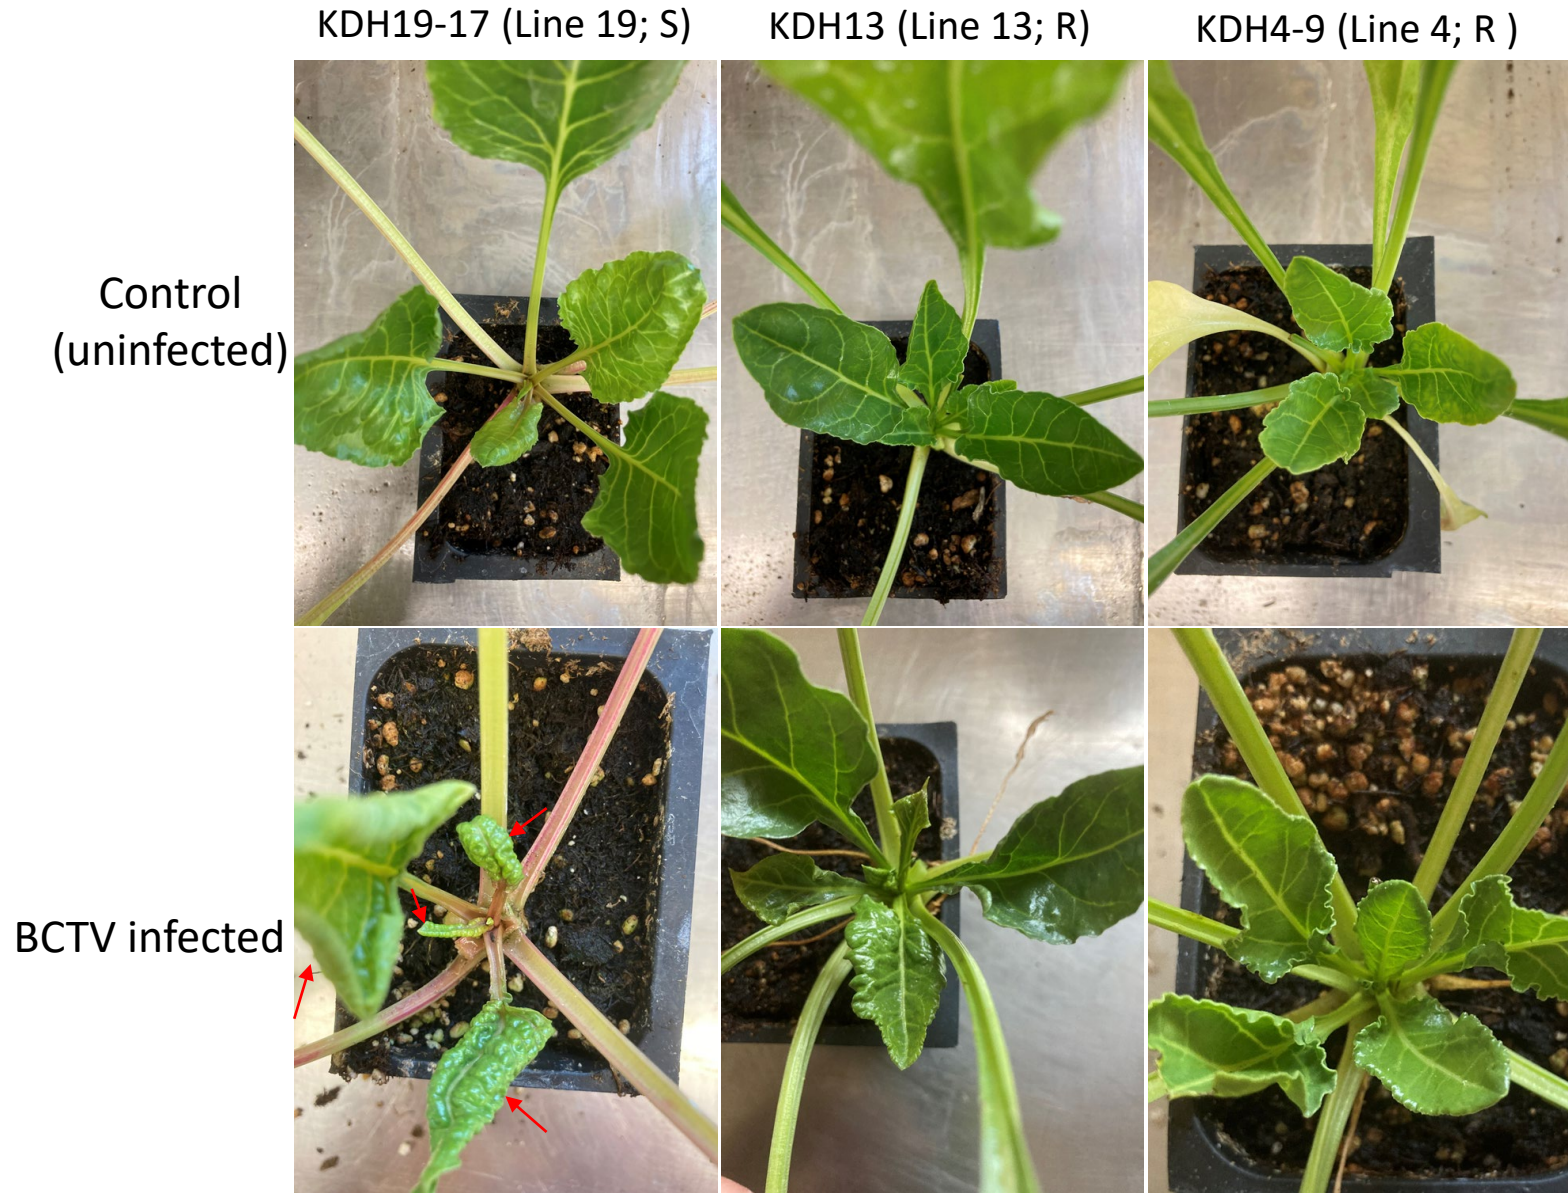 KDH19-17 (Line 19; S)
KDH13 (Line 13; R)
KDH4-9 (Line 4; R )
Control
(uninfected)
BCTV infected